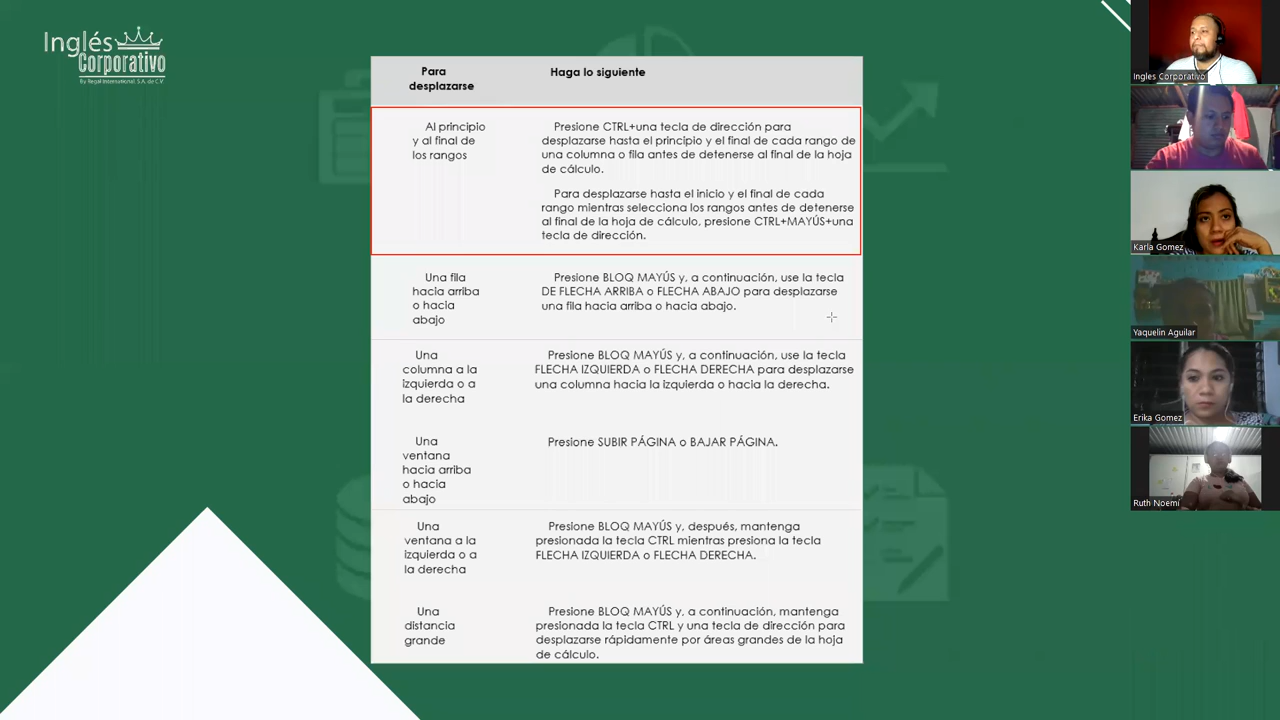 Inglés
Corporativo
By Regal International, S.A. de C.V.
Para
desplazarse
Haga lo siguiente
Al principio
y al final de
los rangos
Presione CTRL+una tecla de dirección para
desplazarse hasta el principio y el final de cada rango de
una columna o fila antes de detenerse al final de la hoja
de cálculo.
Para desplazarse hasta el inicio y el final de cada
rango mientras selecciona los rangos antes de detenerse
al final de la hoja de cálculo, presione CTRL+MAYÚS+una
tecla de dirección.
Una fila
hacia arriba
o hacia
abajo
Presione BLOQ MAYÚS y, a continuación, use la tecla
DE FLECHA ARRIBA o FLECHA ABAJO para desplazarse
una fila hacia arriba o hacia abajo.
Una
columna a la
izquierda o a
la derecha
Presione BLOQ MAYÚS y, a continuación, use la tecla
FLECHA IZQUIERDA o FLECHA DERECHA para desplazarse
una columna hacia la izquierda o hacia la derecha.
Una
ventana
hacia arriba
o hacia
abajo
Presione SUBIR PÁGINA o BAJAR PÁGINA.
Una
ventana a la
izquierda o a
la derecha
Presione BLOQ MAYÚS y, después, mantenga
presionada la tecla CTRL mientras presiona la tecla
FLECHA IZQUIERDA o FLECHA DERECHA.
Una
distancia
grande
Presione BLOQ MAYÚS y, a continuación, mantenga
presionada la tecla CTRL y una tecla de dirección para
desplazarse rápidamente por áreas grandes de la hoja
de cálculo.
Ingles Corporativo
Karla Gomez
Yaquelin Aguilar
Erika Gomez
Ruth Noemí